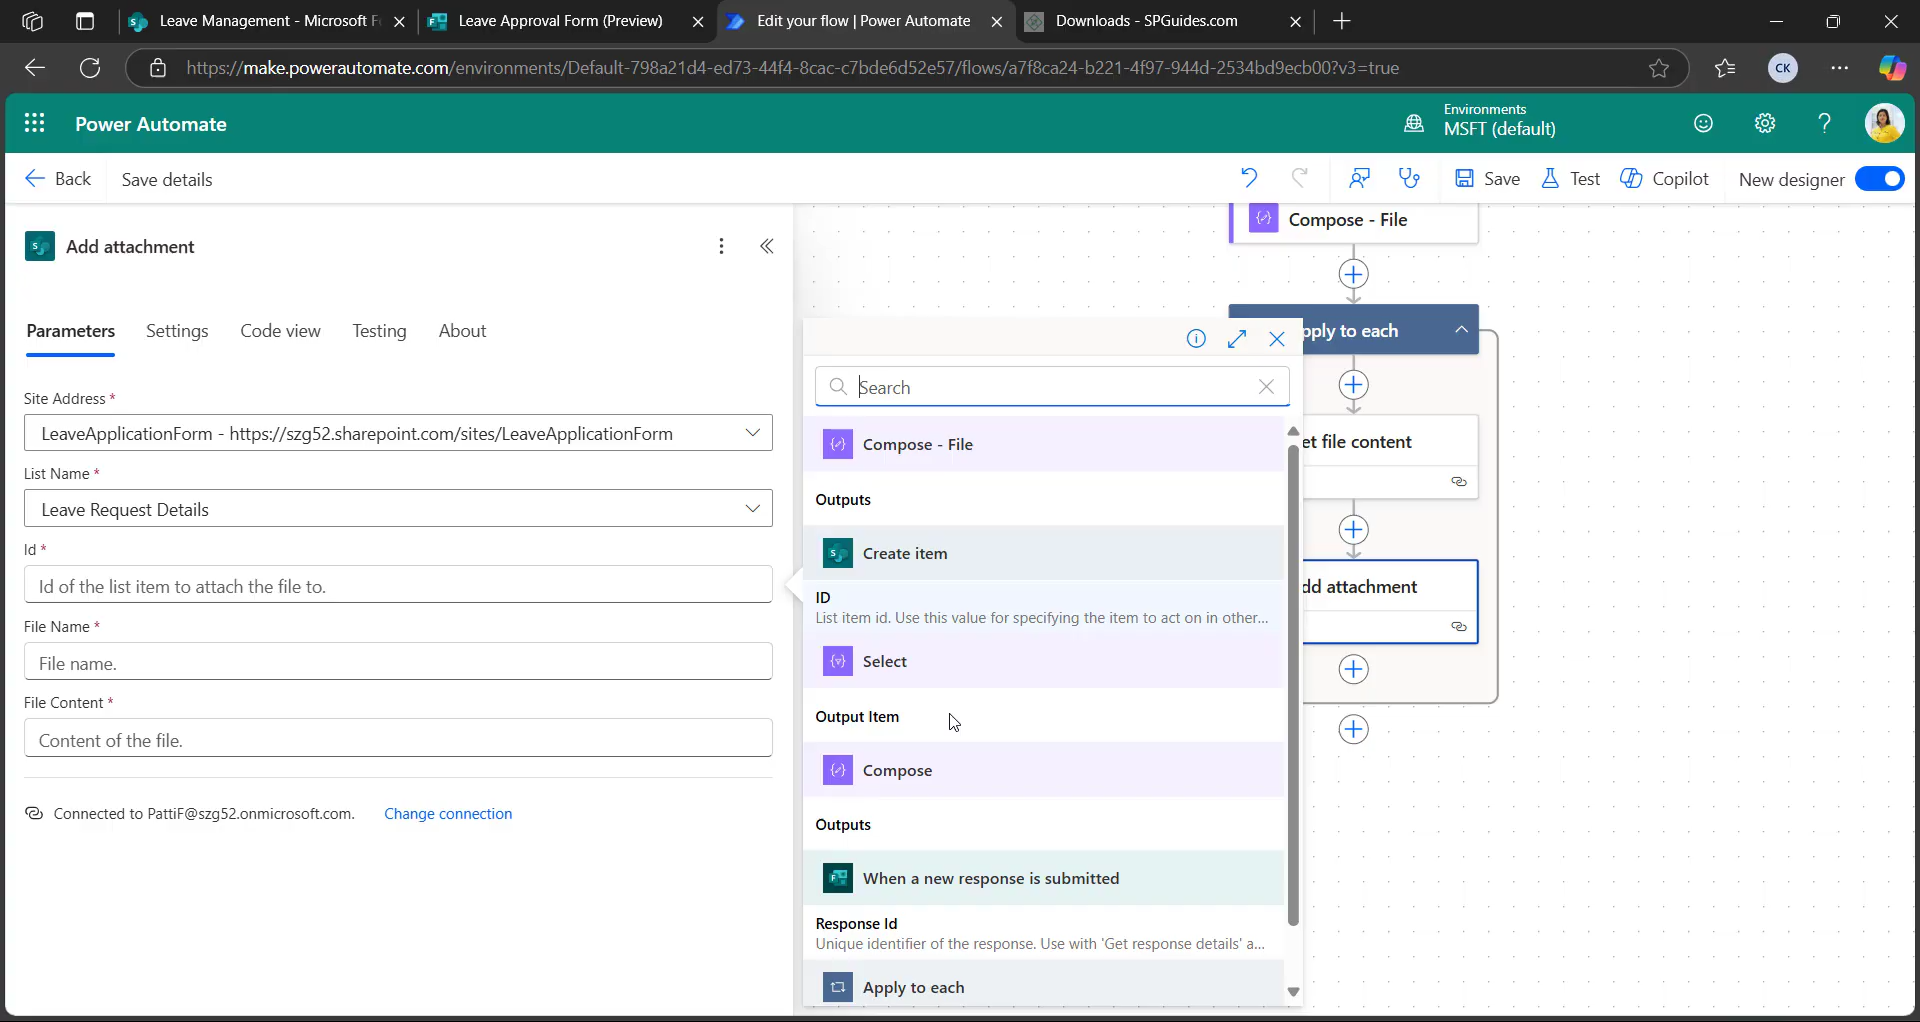 Leave Management - Microsoft F
Leave Approval Form (Preview)
Edit your flow | Power Automate
Downloads - SPGuides.com
https://make.powerautomate.com/environments/Default-798a21d4-ed73-44f4-8cac-c7bde6d52e57/flows/a7f8ca24-b221-4f97-944d-2534bd9ecb00?v3=true
CK
Power Automate
Environments
MSFT (default)
Back
Save details
Save
Test
Copilot
New designer
Add attachment
Parameters
Settings
Code view
Testing
About
Site Address *
LeaveApplicationForm - https://szg52.sharepoint.com/sites/LeaveApplicationForm
List Name *
Leave Request Details
Id *
Id of the list item to attach the file to.
File Name *
File name.
File Content *
Content of the file.
Connected to PattiF@szg52.onmicrosoft.com.
Change connection
Search
Compose - File
Outputs
Create item
ID
List item id. Use this value for specifying the item to act on in other...
Select
Output Item
Compose
Outputs
When a new response is submitted
Response Id
Unique identifier of the response. Use with 'Get response details' a...
Apply to each
Compose - File
pply to each
et file content
dd attachment